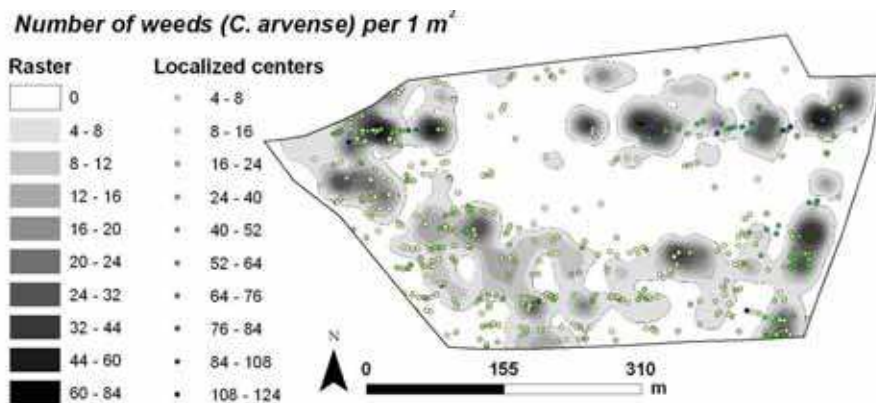 Number of weeds (C. arvense) per 1 m²
Raster
0
4 - 8
8 - 12
12 - 16
16 - 20
20 - 24
24 - 32
32 - 44
44 - 60
60 - 84
Localized centers
4 - 8
8 - 16
16 - 24
24 - 40
40 - 52
52 - 64
64 - 76
76 - 84
84 - 108
108 - 124
N
0 155 310
m